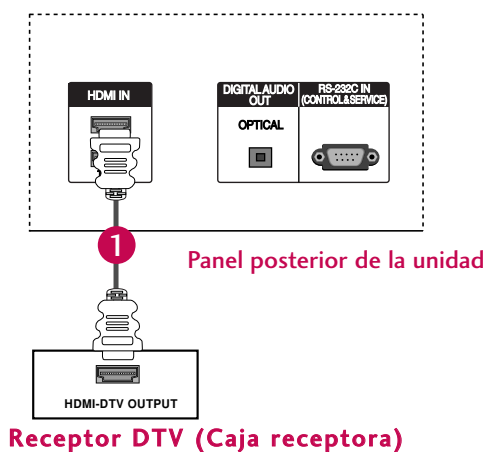 HDMI IN
DIGITAL AUDIO
OUT
OPTICAL
RS-232C IN
(CONTROL&SERVICE)
1
Panel posterior de la unidad
HDMI-DTV OUTPUT
Receptor DTV (Caja receptora)